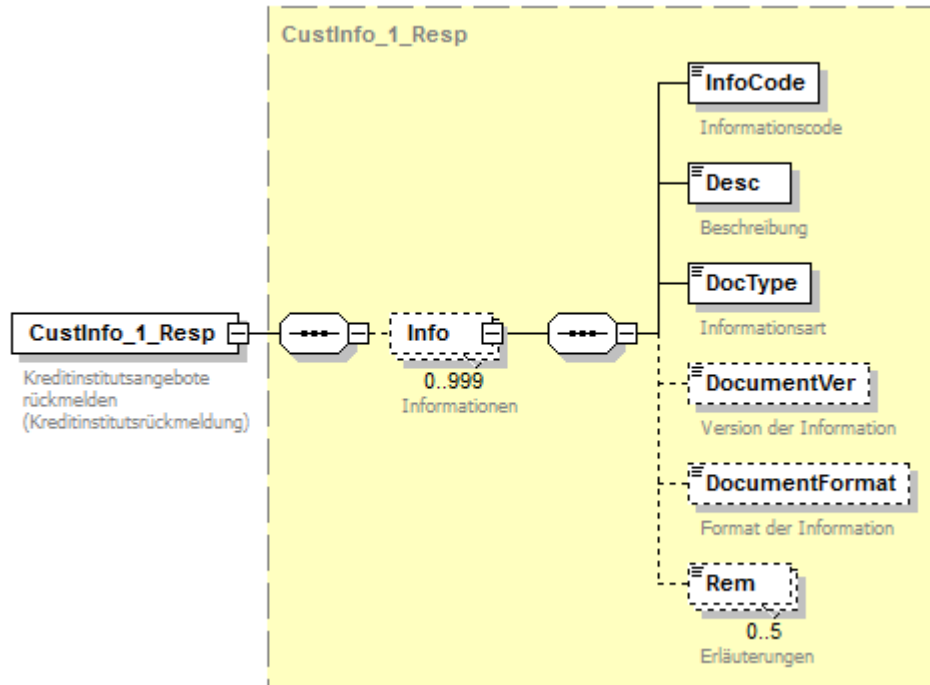 CustInfo_1_Resp
InfoCode
Informationscode
Desc
Beschreibung
DocType
Informationsart
CustInfo_1_Resp
Kreditinstitutsangebote
rückmelden
(Kreditinstitutsrückmeldung)
Info
0..999
Informationen
DocumentVer
Version der Information
DocumentFormat
Format der Information
Rem
0..5
Erläuterungen